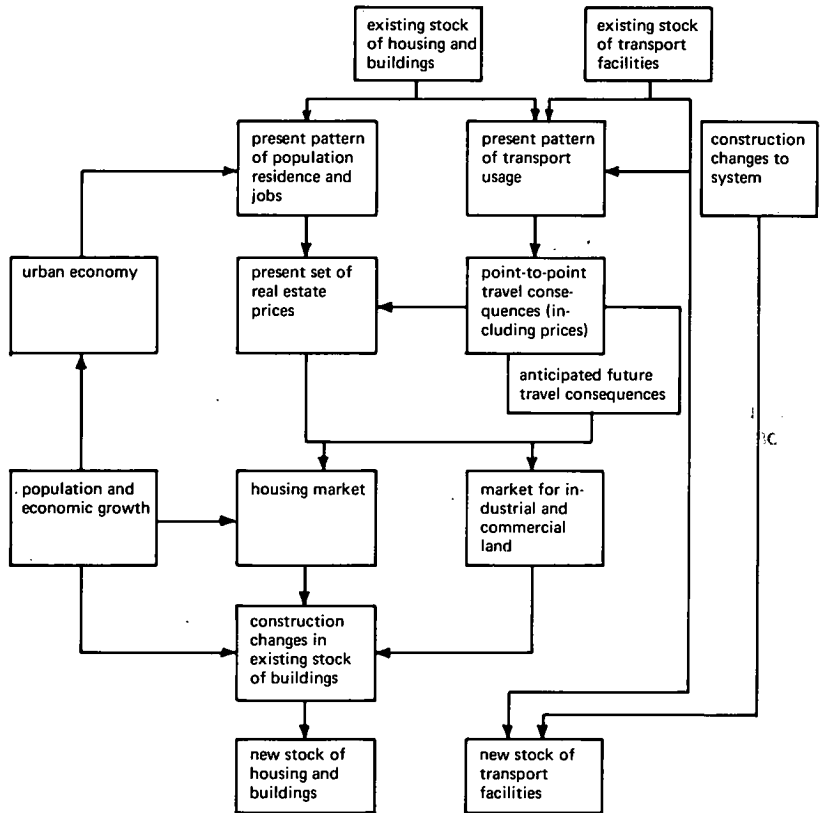 existing stock
of housing and
buildings
existing stock
of transport
facilities
present pattern
of population
residence and
jobs
present pattern
of transport
usage
construction
changes to
system
urban economy
present set of
real estate
prices
point-to-point
travel conse-
quences (in-
cluding prices)
anticipated future
travel consequences
population and
economic growth
housing market
market for in-
dustrial and
commercial
land
construction
changes in
existing stock
of buildings
new stock of
housing and
buildings
new stock of
transport
facilities